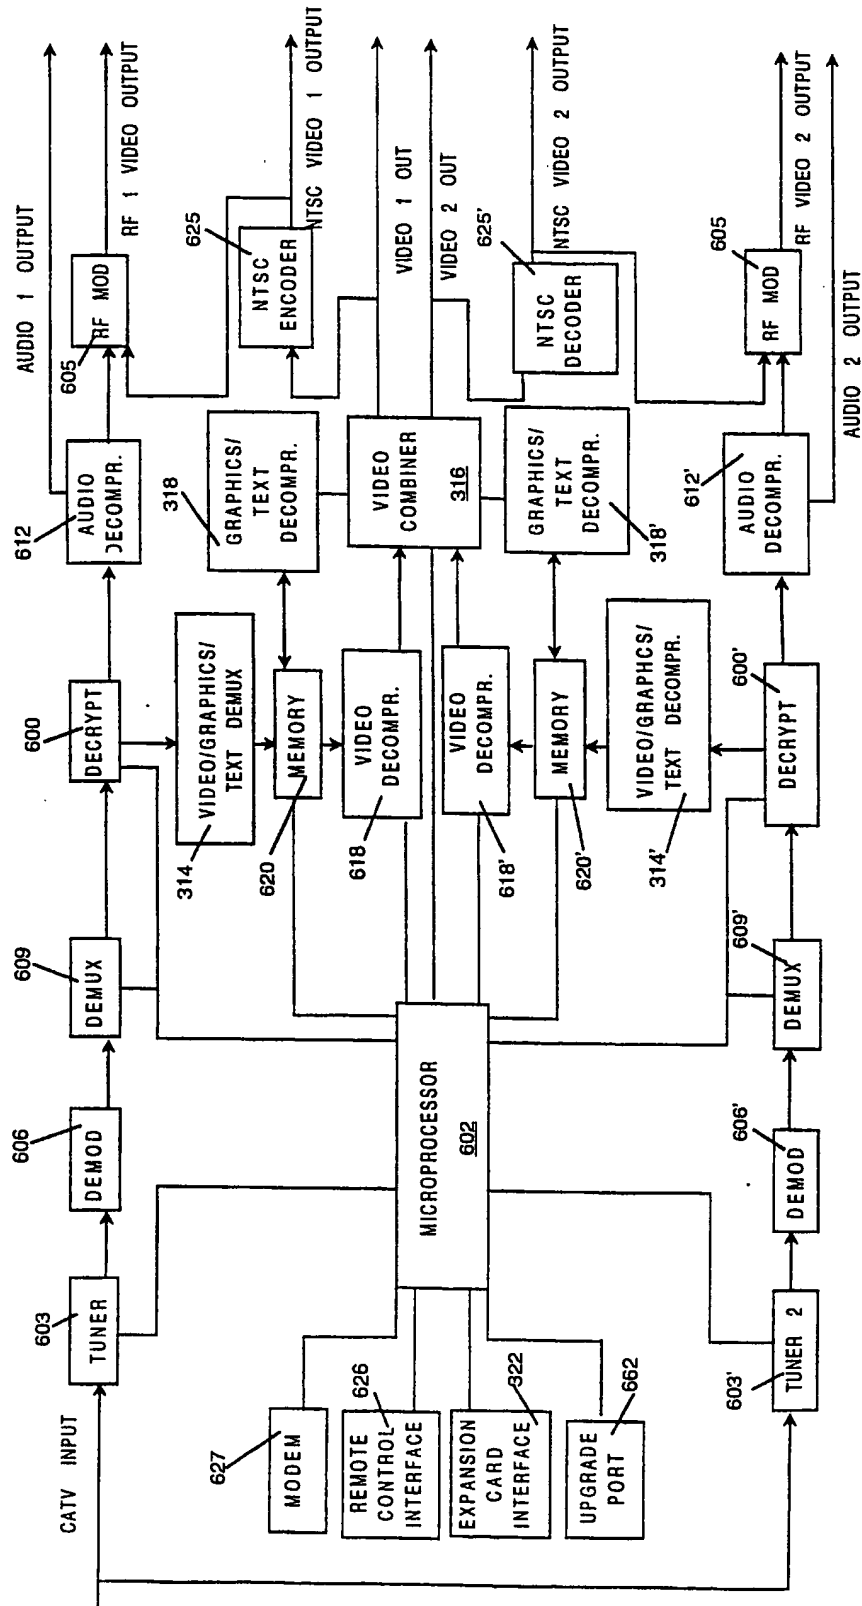 CATV INPUT
603
TUNER
606
DEMOD
609
DEMUX
600
DECRYPT
612
AUDIO
DECOMPR.
605
RF MOD
AUDIO 1 OUTPUT
RF 1 VIDEO OUTPUT
314
VIDEO/GRAPHICS/
TEXT DEMUX
318
GRAPHICS/
TEXT
DECOMPR.
625
NTSC
ENCODER
NTSC VIDEO 1 OUTPUT
620
MEMORY
618
VIDEO
DECOMPR.
VIDEO
COMBINER
316
VIDEO 1 OUT
VIDEO 2 OUT
627
MODEM
626
REMOTE
CONTROL
INTERFACE
322
EXPANSION
CARD
INTERFACE
662
UPGRADE
PORT
MICROPROCESSOR
602
618'
VIDEO
DECOMPR.
620'
MEMORY
GRAPHICS/
TEXT
DECOMPR.
318'
625'
NTSC
DECODER
NTSC VIDEO 2 OUTPUT
314'
VIDEO/GRAPHCS/
TEXT DECOMPR.
603'
TUNER 2
606'
DEMOD
609'
DEMUX
600'
DECRYPT
612'
AUDIO
DECOMPR.
605
RF MOD
RF VIDEO 2 OUTPUT
AUDIO 2 OUTPUT